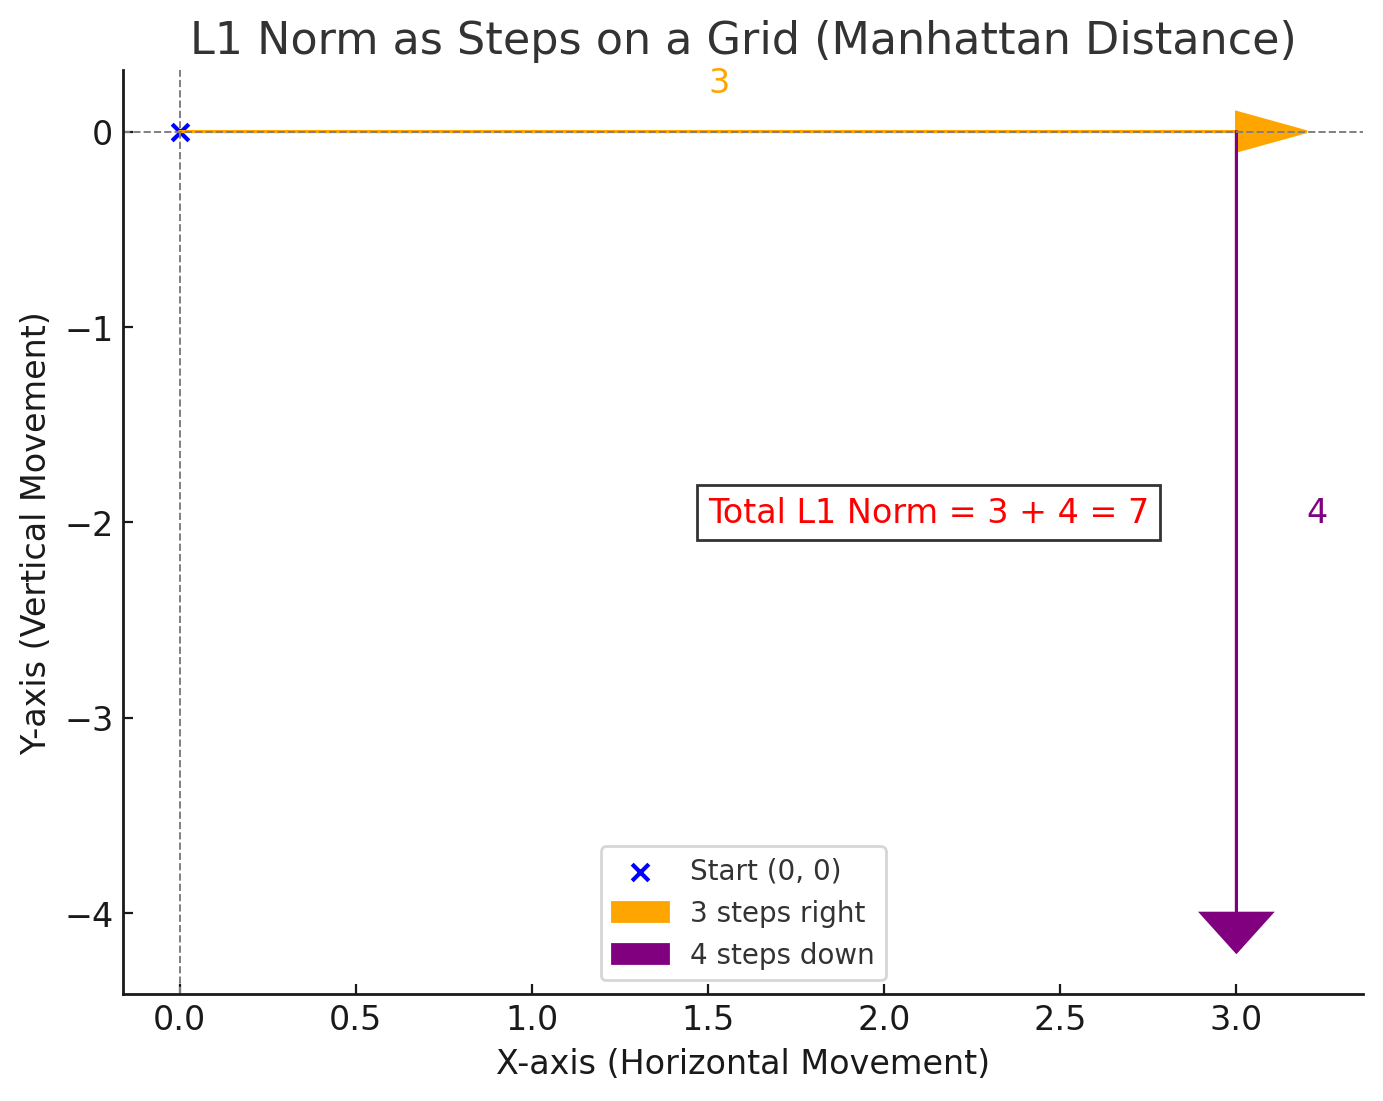 L1 Norm as Steps on a Grid (Manhattan Distance)
3
0
−1
−2
−3
−4
Y-axis (Vertical Movement)
Total L1 Norm = 3 + 4 = 7
4
Start (0, 0)
3 steps right
4 steps down
0.0 0.5 1.0 1.5 2.0 2.5 3.0
X-axis (Horizontal Movement)